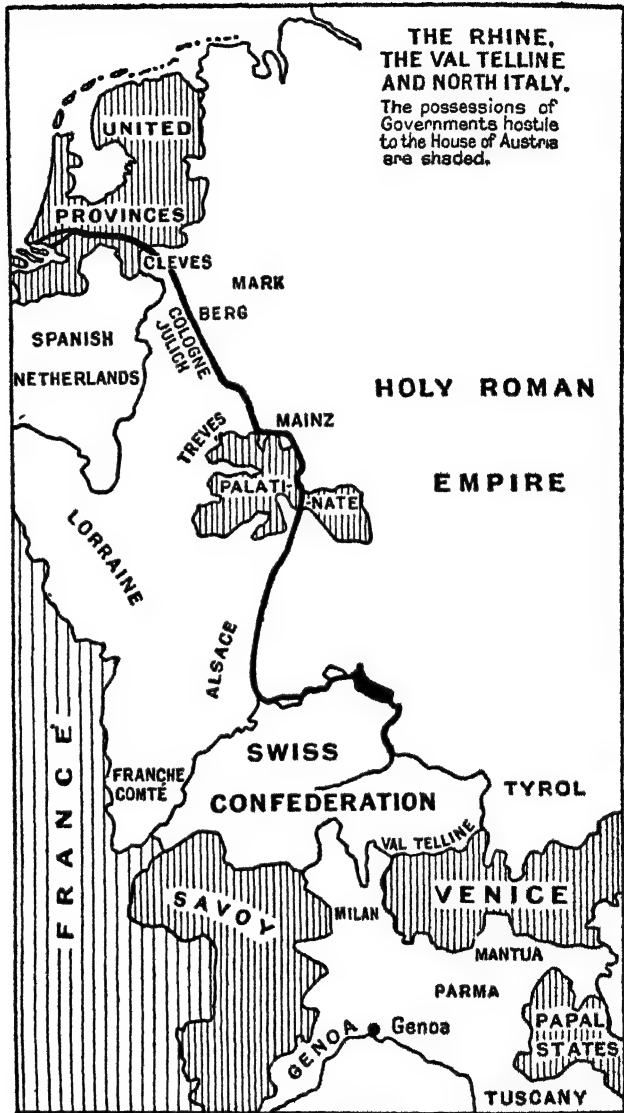 THE RHINE,
THE VAL TELLINE
AND NORTH ITALY.
The possessions of
Governments hostile
to the House of Austria
are shaded.
UNITED
PROVINCES
CLEVES
MARK
BERG
COLOGNE
JULICH
SPANISH
NETHERLANDS
HOLY ROMAN
EMPIRE
TRÈVES
MAINZ
PALATI-
-NATE
LORRAINE
ALSACE
FRANCE
FRANCHE
COMTÉ
SWISS
CONFEDERATION
TYROL
VAL TELLINE
SAVOY
MILAN
VENICE
MANTUA
PARMA
PAPAL
STATES
GENOA
Genoa
TUSCANY